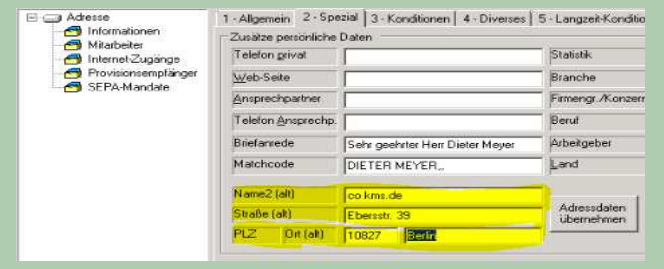 Adresse
Informationen
Mitarbeiter
Internet-Zugänge
Provisionsempfänger
SEPA-Mandate
1 - Allgemein 2 - Spezial 3 - Konditionen 4 - Diverses 5 - Langzeit-Konditio
Zusätze persönliche Daten
Telefon privat Statistik
Web-Seite Branche
Ansprechpartner Firmengr./Konzern
Telefon Ansprechp. Beruf
Briefanrede Sehr geehrter Herr Dieter Meyer Arbeitgeber
Matchcode DIETER MEYER,, Land
Name2 (alt) co kms.de
Straße (alt) Ebersstr. 39
PLZ Ort (alt) 10827 Berlin
Adressdaten
übernehmen